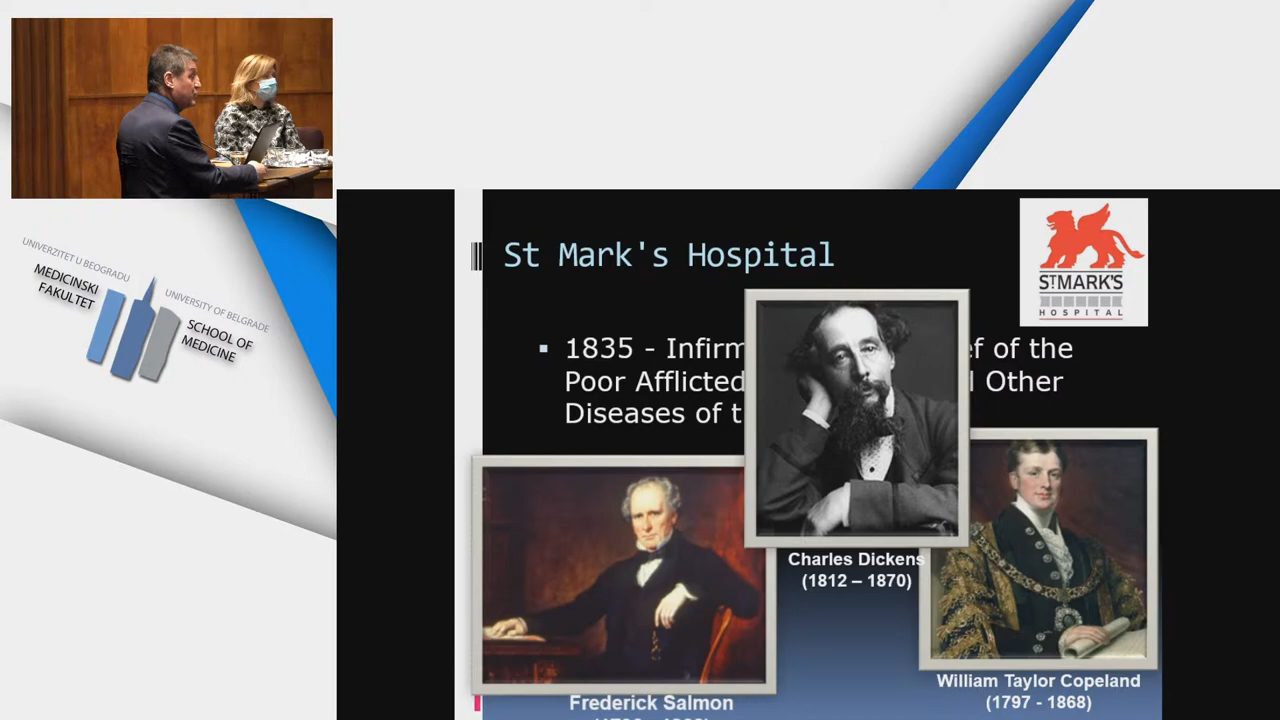 UNIVERZITET U BEOGRADU
MEDICINSKI
FAKULTET
UNIVERSITY OF BELGRADE
SCHOOL OF
MEDICINE
St Mark's Hospital
ST MARK'S
HOSPITAL
1835 - Infirm
of the
Poor Afflicted
Other
Diseases of t
Charles Dickens
(1812 – 1870)
William Taylor Copeland
(1797 - 1868)
Frederick Salmon